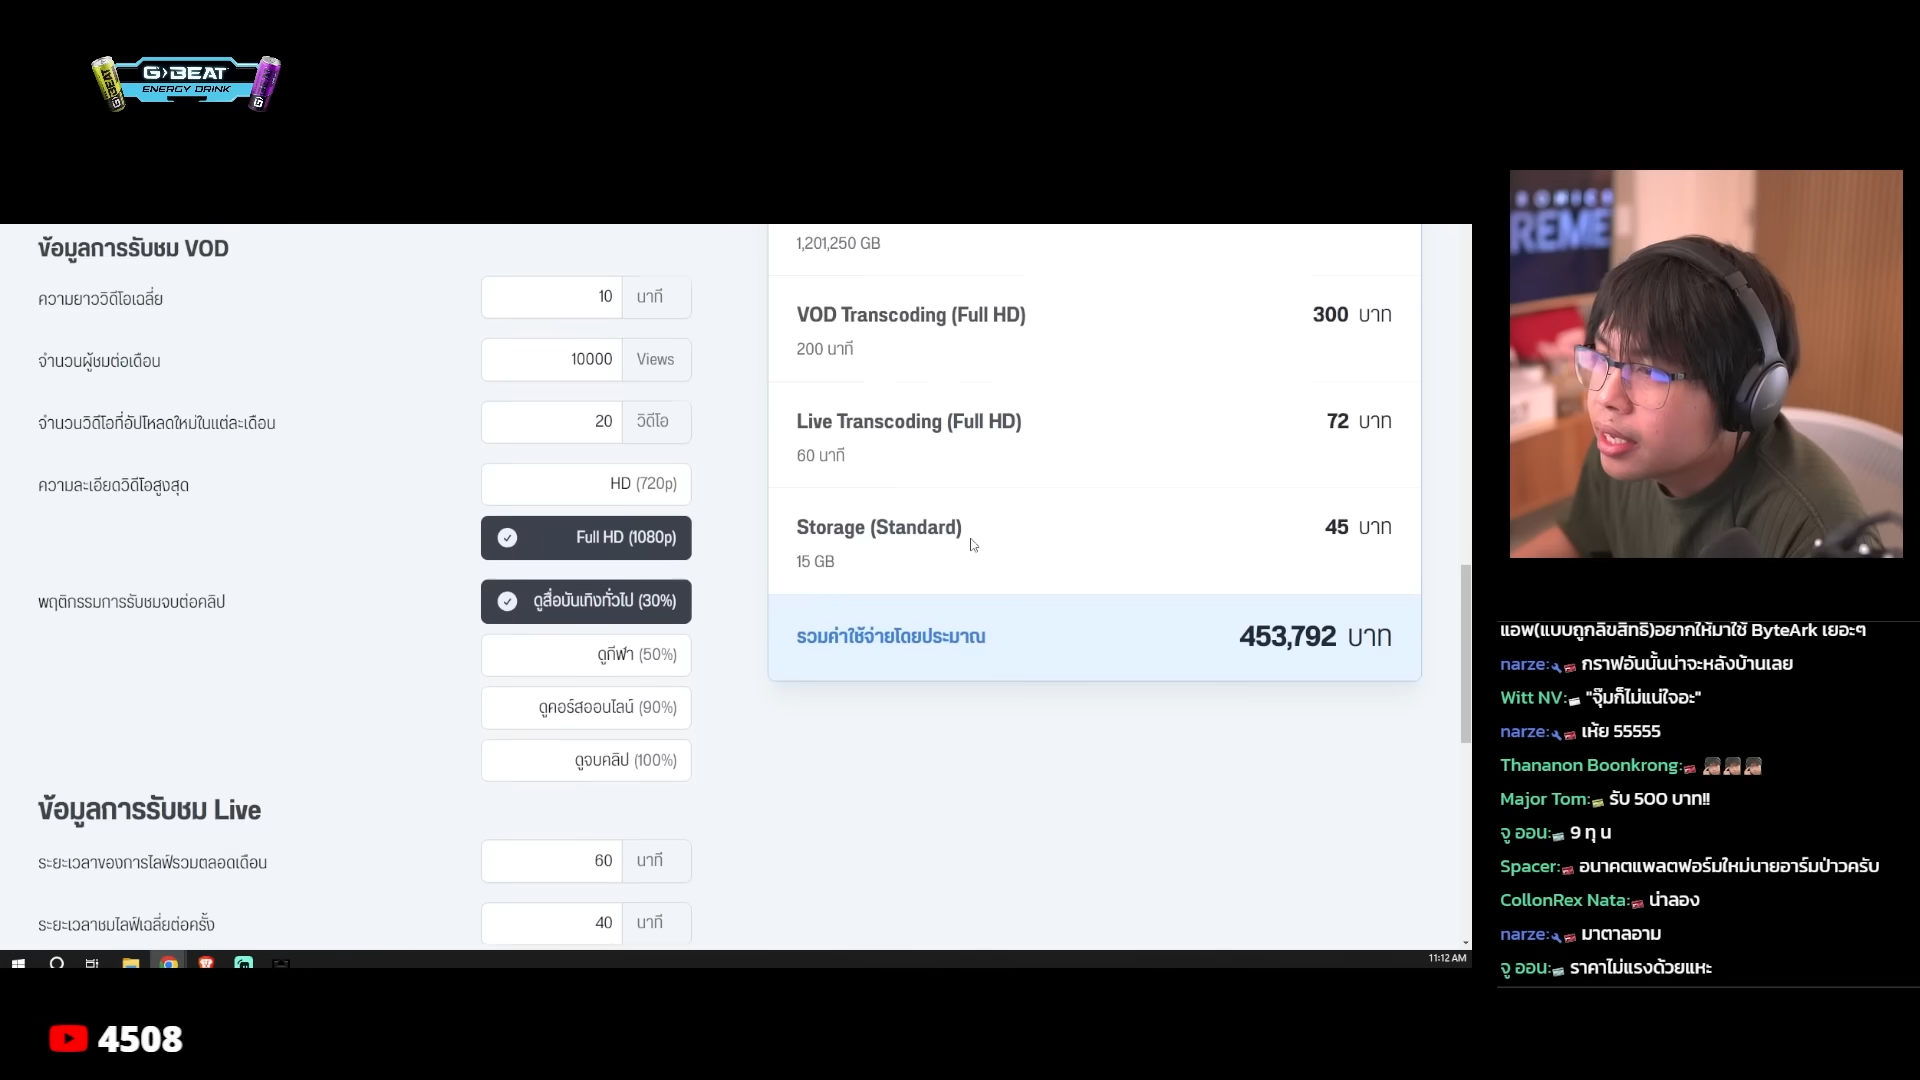 G>BEAT
ENERGY DRINK
ข้อมูลการรับชม VOD
ความยาววิดีโอเฉลี่ย
10 นาที
จำนวนผู้ชมต่อเดือน
10000 Views
จำนวนวิดีโอที่อัปโหลดใหม่ในแต่ละเดือน
20 วิดีโอ
ความละเอียดวิดีโอสูงสุด
HD (720p)
Full HD (1080p)
พฤติกรรมการรับชมจบต่อคลิป
ดูสื่อบันเทิงทั่วไป (30%)
ดูกีฬา (50%)
ดูคอร์สออนไลน์ (90%)
ดูจบคลิป (100%)
ข้อมูลการรับชม Live
ระยะเวลาของการไลฟ์รวมตลอดเดือน
60 นาที
ระยะเวลาชมไลฟ์เฉลี่ยต่อครั้ง
40 นาที
1,201,250 GB
VOD Transcoding (Full HD)
300 บาท
200 นาที
Live Transcoding (Full HD)
72 บาท
60 นาที
Storage (Standard)
45 บาท
15 GB
รวมค่าใช้จ่ายโดยประมาณ
453,792 บาท
11:12 AM
REME
แอพ(แบบถูกลิขสิทธิ์)อยากให้มาใช้ ByteArk เยอะๆ
narze: กราฟอันนั้นน่าจะหลังบ้านเลย
Witt NV: "จุ๊มก็ไม่แน่ใจอะ"
narze: เห้ย 55555
Thananon Boonkrong:
Major Tom: รับ 500 บาท!!
จู ออน: 9 ทุ น
Spacer: อนาคตแพลตฟอร์มใหม่นายอาร์มป่าวครับ
CollonRex Nata: น่าลอง
narze: มาตาลอาม
จู ออน: ราคาไม่แรงด้วยแหะ
4508